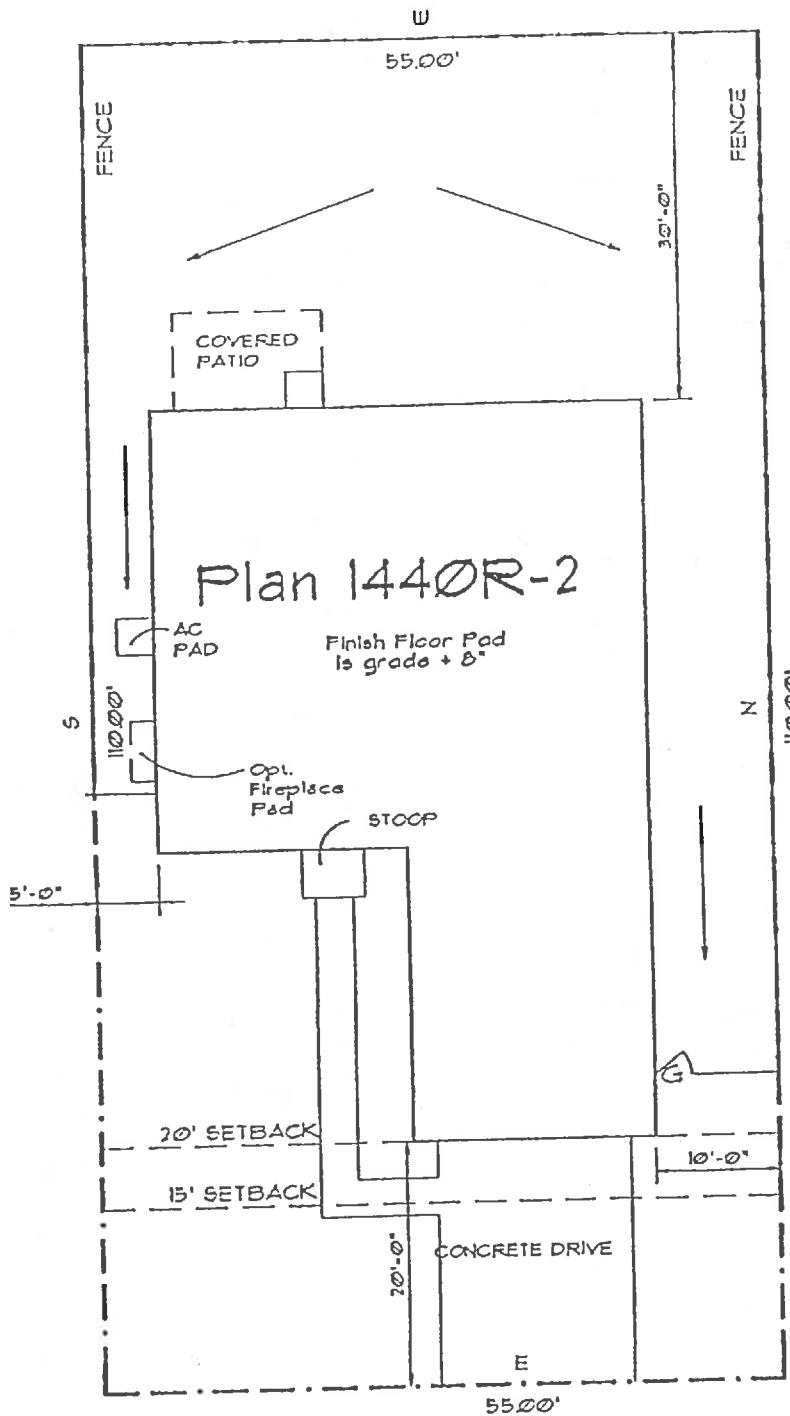 W
55.00'
FENCE
FENCE
30'-0"
COVERED
PATIO
Plan 1440R-2
AC
PAD
Finish Floor Pad
is grade + 8"
S
110.00'
N
110.00'
Opt.
Fireplace
Pad
STOOP
5'-0"
G
20' SETBACK
10'-0"
15' SETBACK
20'-0"
CONCRETE DRIVE
E
55.00'